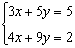 3x + 5y = 5
4x + 9y = 2